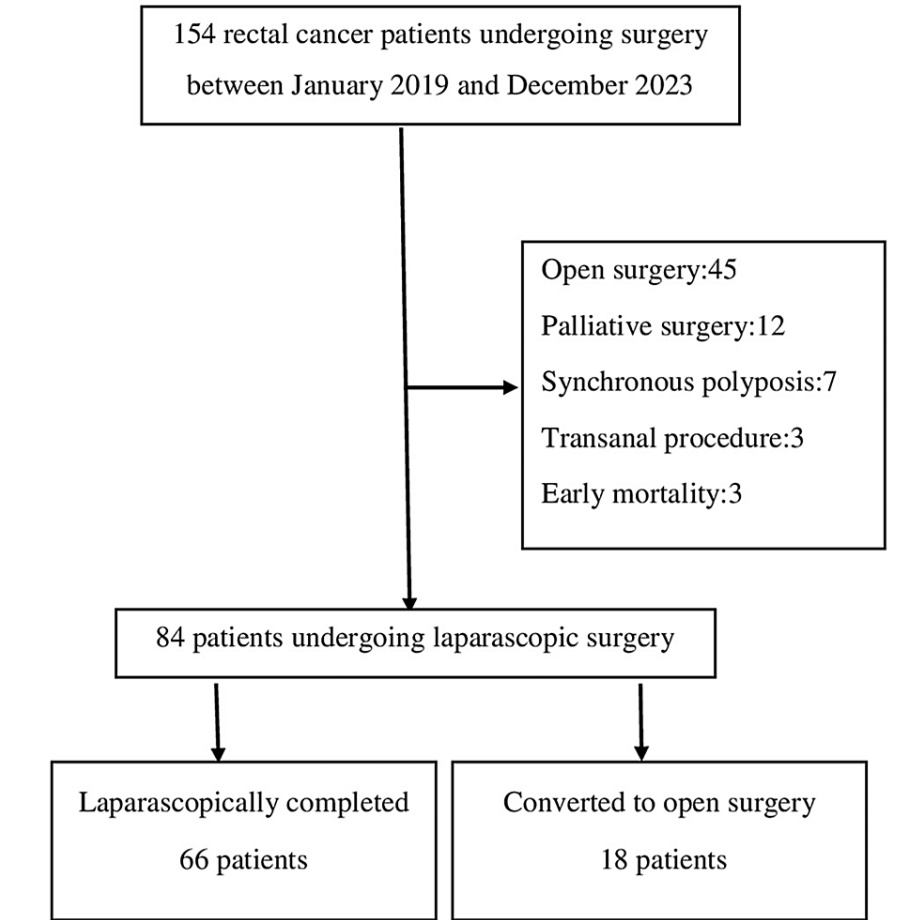 154 rectal cancer patients undergoing surgery
between January 2019 and December 2023
Open surgery:45
Palliative surgery:12
Synchronous polyposis:7
Transanal procedure:3
Early mortality:3
84 patients undergoing laparascopic surgery
Laparascopically completed
66 patients
Converted to open surgery
18 patients